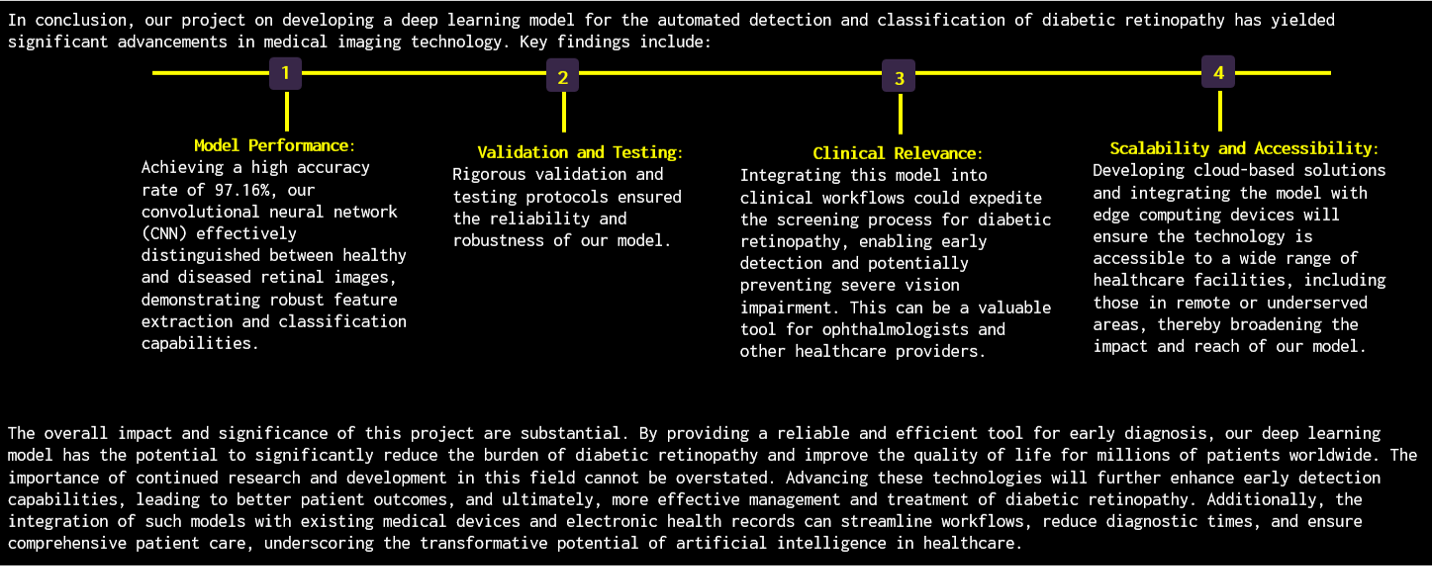 In conclusion, our project on developing a deep learning model for the automated detection and classification of diabetic retinopathy has yielded
significant advancements in medical imaging technology. Key findings include:
1
2
3
4
Model Performance:
Achieving a high accuracy
rate of 97.16%, our
convolutional neural network
(CNN) effectively
distinguished between healthy
and diseased retinal images,
demonstrating robust feature
extraction and classification
capabilities.
Validation and Testing:
Rigorous validation and
testing protocols ensured
the reliability and
robustness of our model.
Clinical Relevance:
Integrating this model into
clinical workflows could expedite
the screening process for diabetic
retinopathy, enabling early
detection and potentially
preventing severe vision
impairment. This can be a valuable
tool for ophthalmologists and
other healthcare providers.
Scalability and Accessibility:
Developing cloud-based solutions
and integrating the model with
edge computing devices will
ensure the technology is
accessible to a wide range of
healthcare facilities, including
those in remote or underserved
areas, thereby broadening the
impact and reach of our model.
The overall impact and significance of this project are substantial. By providing a reliable and efficient tool for early diagnosis, our deep learning
model has the potential to significantly reduce the burden of diabetic retinopathy and improve the quality of life for millions of patients worldwide. The
importance of continued research and development in this field cannot be overstated. Advancing these technologies will further enhance early detection
capabilities, leading to better patient outcomes, and ultimately, more effective management and treatment of diabetic retinopathy. Additionally, the
integration of such models with existing medical devices and electronic health records can streamline workflows, reduce diagnostic times, and ensure
comprehensive patient care, underscoring the transformative potential of artificial intelligence in healthcare.